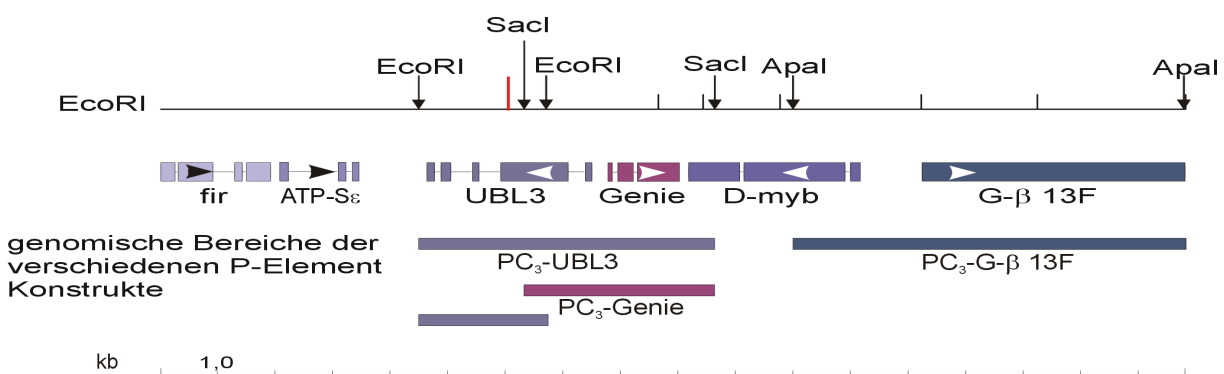 SacI
EcoRI
EcoRI
SacI
ApaI
ApaI
EcoRI
fir
ATP-Sε
UBL3
Genie
D-myb
G-β 13F
genomische Bereiche der
verschiedenen P-Element
Konstrukte
PC₃-UBL3
PC₃-G-β 13F
PC₃-Genie
kb 1,0